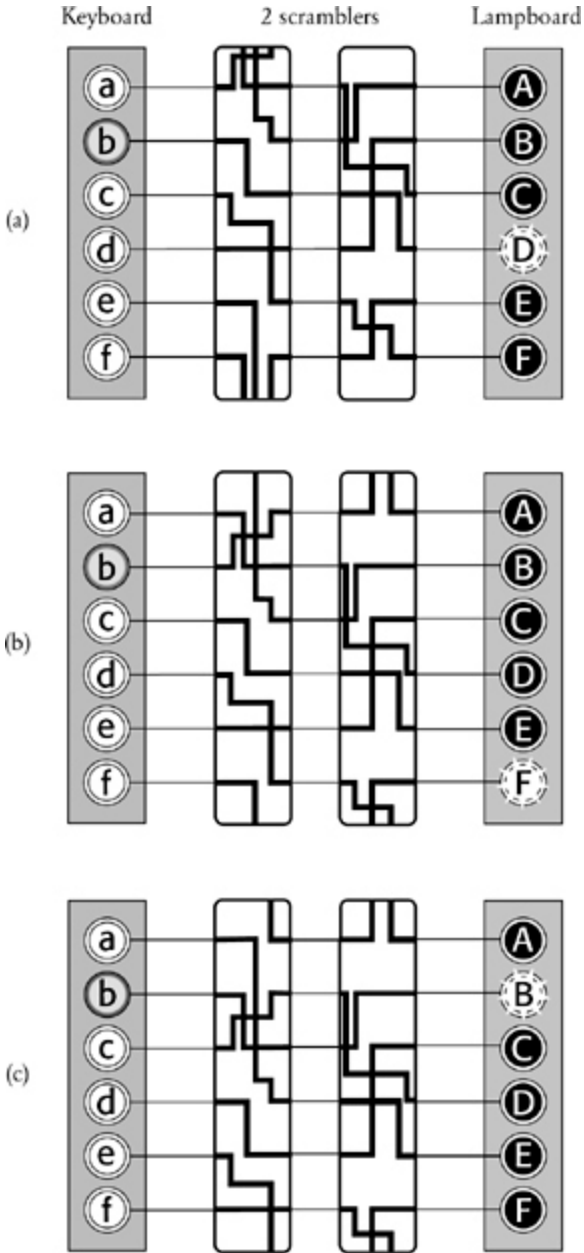 Keyboard 2 scramblers Lampboard
(a)
a A
b B
c C
d D
e E
f F
(b)
a A
b B
c C
d D
e E
f F
(c)
a A
b B
c C
d D
e E
f F